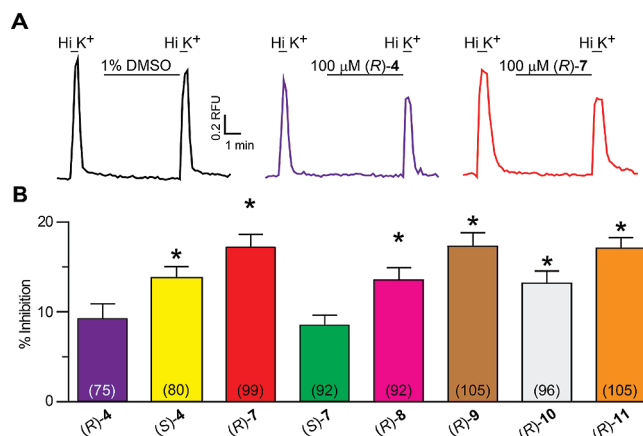 A
Hi K+ Hi K+ Hi K+ Hi K+ Hi K+ Hi K+
1% DMSO 100 µM (R)-4 100 µM (R)-7
0.2 RFU
1 min
B
20
10
0
% Inhibition
* * * * * *
(75) (80) (99) (92) (92) (105) (96) (105)
(R)-4 (S)-4 (R)-7 (S)-7 (R)-8 (R)-9 (R)-10 (R)-11